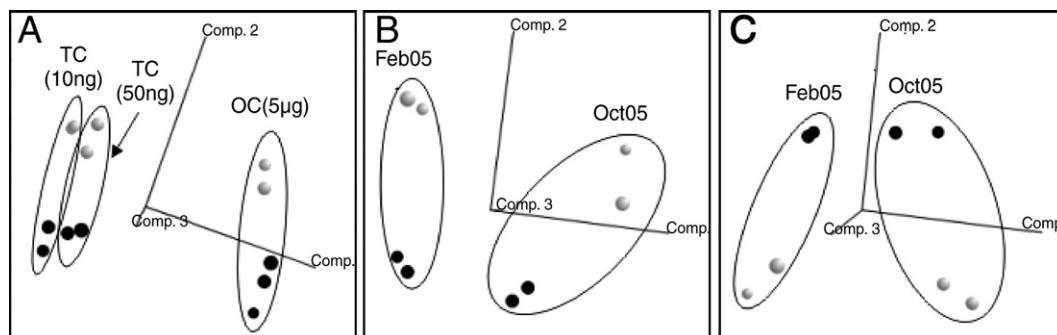 A
TC
(10ng)
TC
(50ng)
OC(5µg)
Comp. 2
Comp. 3
Comp.
B
Feb05
Oct05
Comp. 2
Comp. 3
Comp.
C
Feb05
Oct05
Comp. 2
Comp. 3
Comp